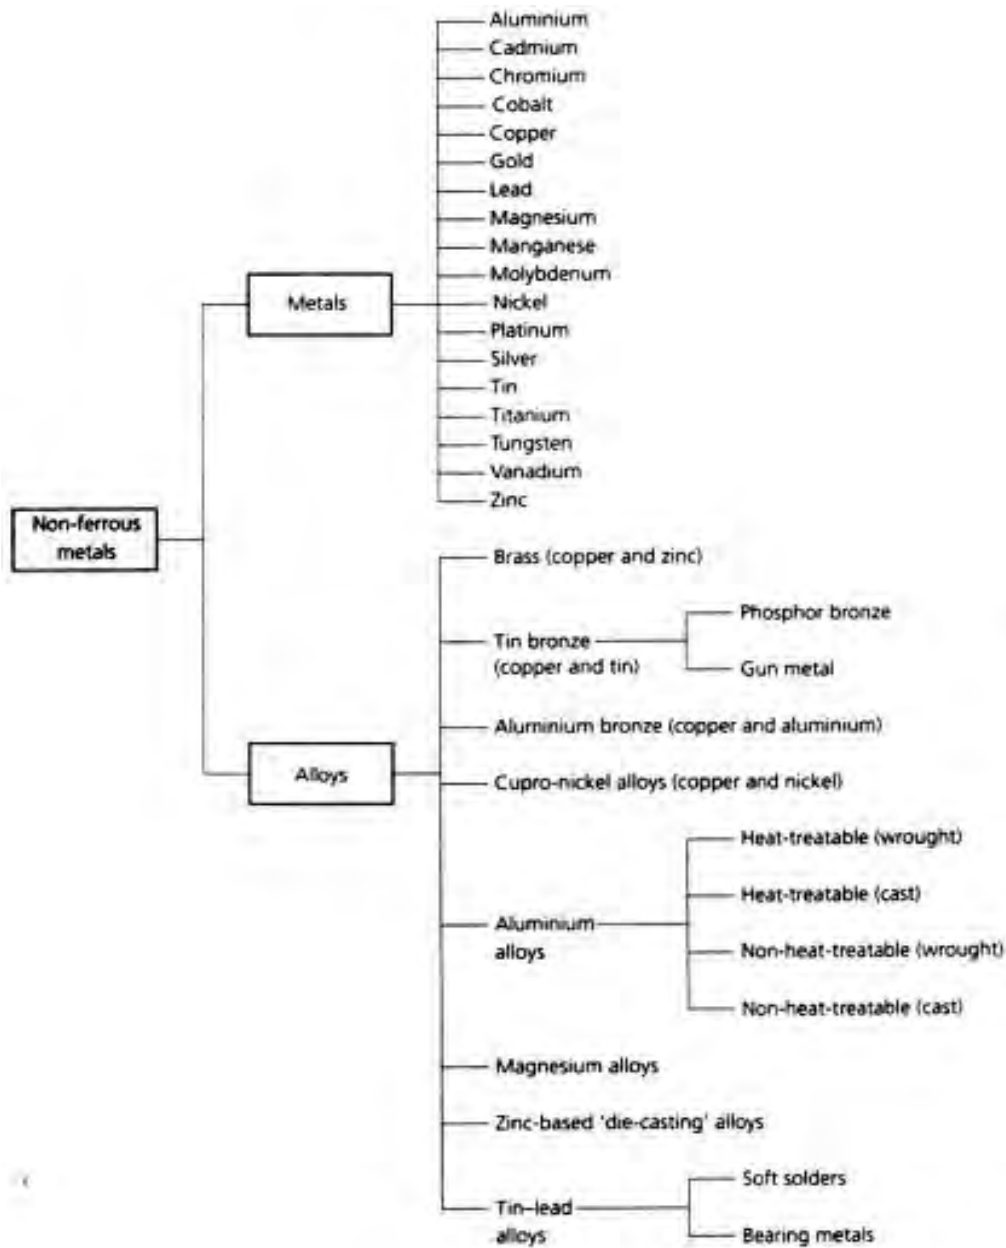 Non-ferrous
metals
Metals
Aluminium
Cadmium
Chromium
Cobalt
Copper
Gold
Lead
Magnesium
Manganese
Molybdenum
Nickel
Platinum
Silver
Tin
Titanium
Tungsten
Vanadium
Zinc
Alloys
Brass (copper and zinc)
Tin bronze
(copper and tin)
Phosphor bronze
Gun metal
Aluminium bronze (copper and aluminium)
Cupro-nickel alloys (copper and nickel)
Aluminium
alloys
Heat-treatable (wrought)
Heat-treatable (cast)
Non-heat-treatable (wrought)
Non-heat-treatable (cast)
Magnesium alloys
Zinc-based 'die-casting' alloys
Tin–lead
alloys
Soft solders
Bearing metals